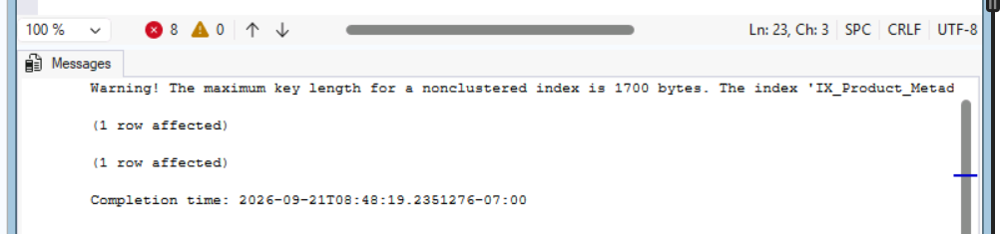 100 % 8 0 Ln: 23, Ch: 3 SPC CRLF UTF-8
Messages
Warning! The maximum key length for a nonclustered index is 1700 bytes. The index 'IX_Product_Metad
(1 row affected)
(1 row affected)
Completion time: 2026-09-21T08:48:19.2351276-07:00